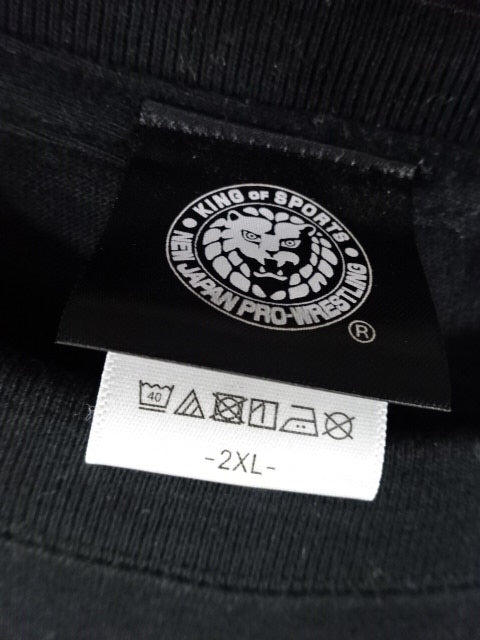 KING OF SPORTS
NEW JAPAN PRO-WRESTLING
®
40
-2XL-